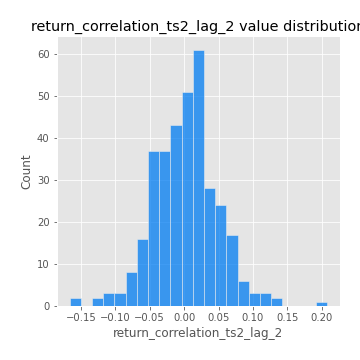 return_correlation_ts2_lag_2 value distribution
60
50
40
30
20
10
0
Count
−0.15 −0.10 −0.05 0.00 0.05 0.10 0.15 0.20
return_correlation_ts2_lag_2